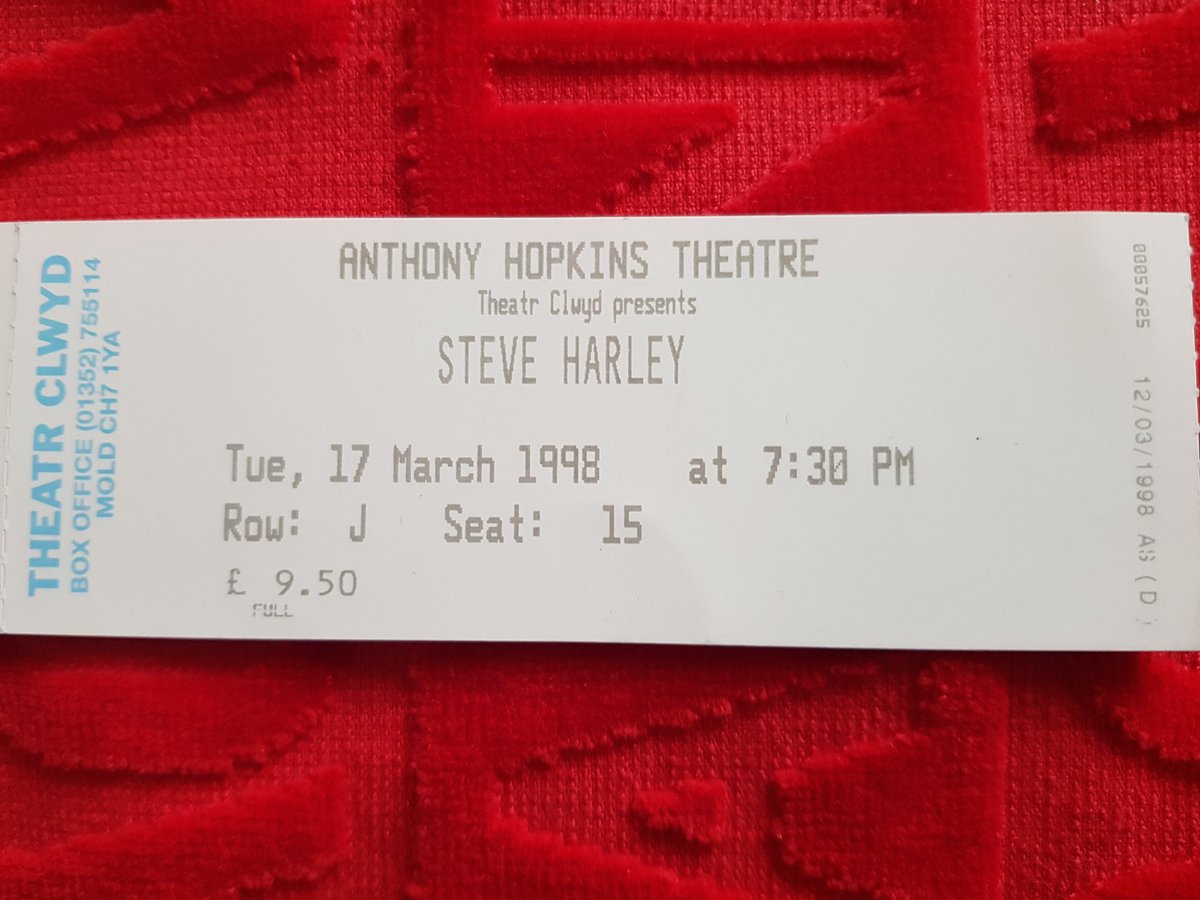 THEATR CLWYD
BOX OFFICE (01352) 755114
MOLD CH7 1YA
ANTHONY HOPKINS THEATRE
Theatr Clwyd presents
STEVE HARLEY
Tue, 17 March 1998 at 7:30 PM
Row: J Seat: 15
£ 9.50
FULL
00057625 12/03/1998 AS (D)